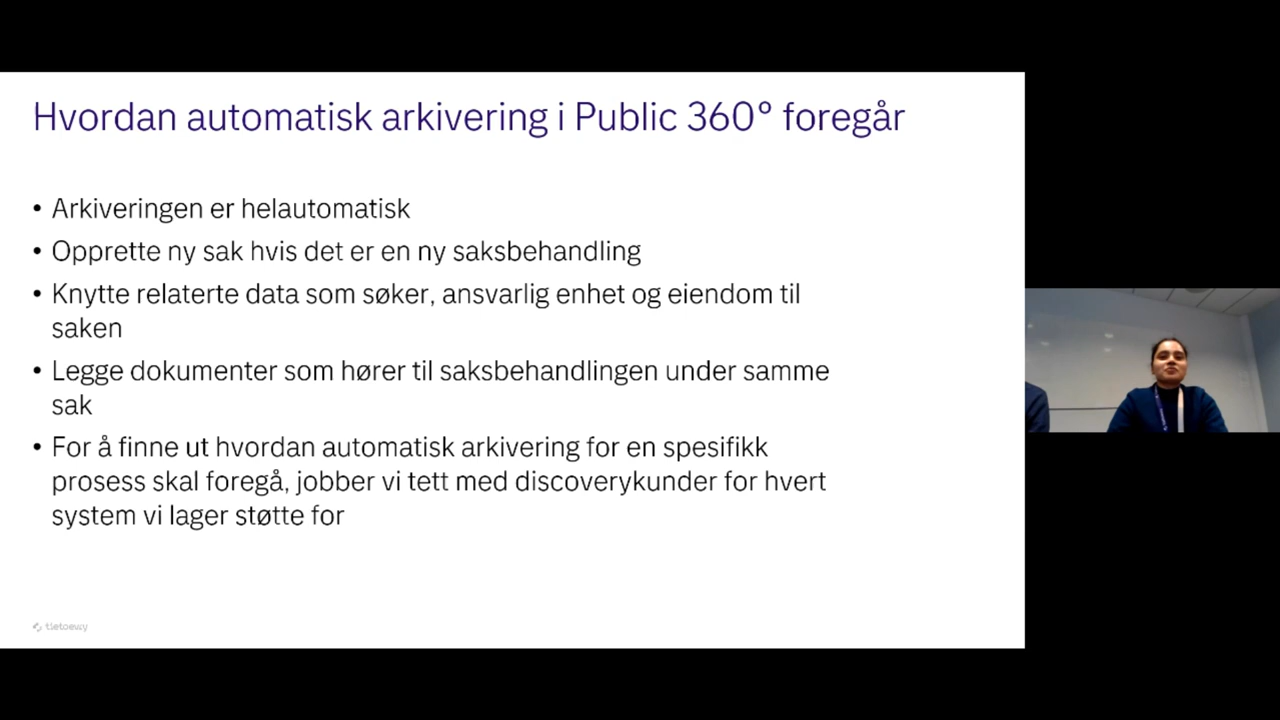 Hvordan automatisk arkivering i Public 360° foregår
• Arkiveringen er helautomatisk
• Opprette ny sak hvis det er en ny saksbehandling
• Knytte relaterte data som søker, ansvarlig enhet og eiendom til
saken
• Legge dokumenter som hører til saksbehandlingen under samme
sak
• For å finne ut hvordan automatisk arkivering for en spesifikk
prosess skal foregå, jobber vi tett med discoverykunder for hvert
system vi lager støtte for
tietoevry